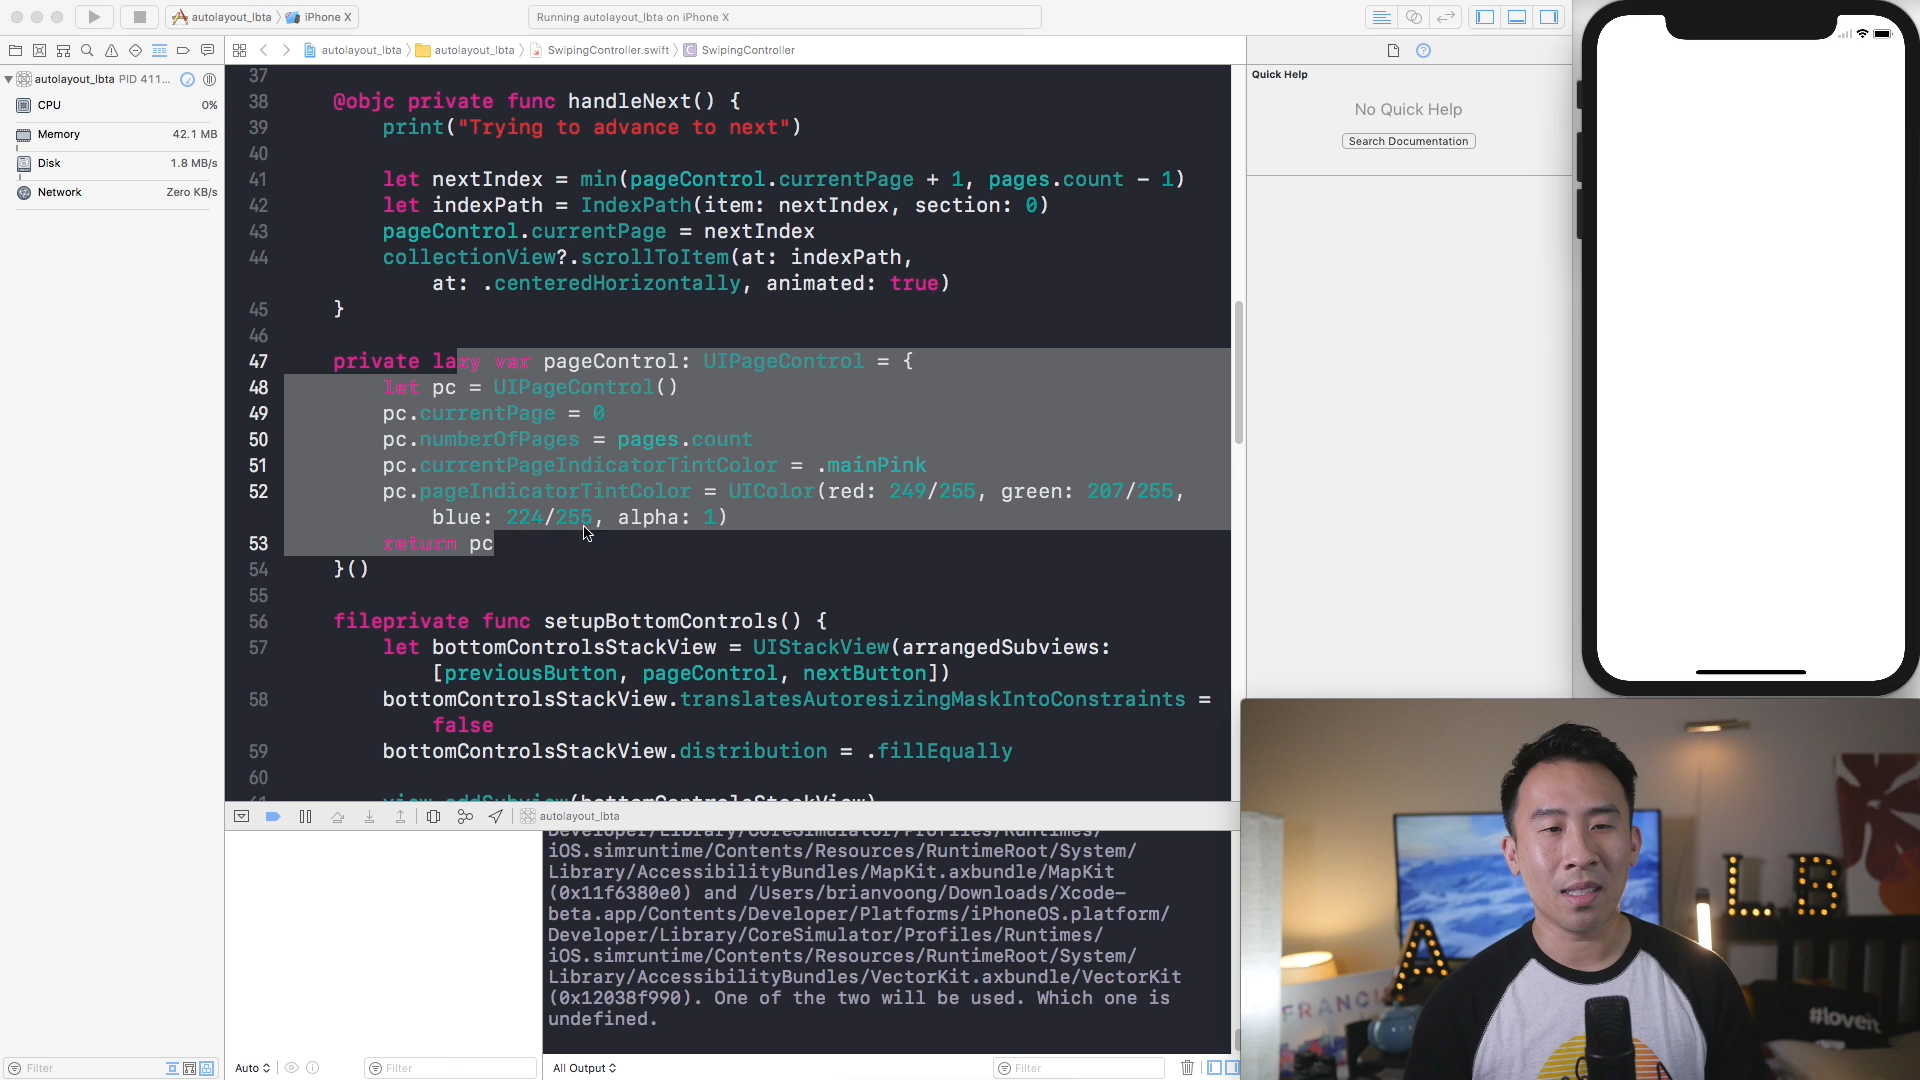 autolayout_lbta
iPhone X
Running autolayout_lbta on iPhone X
autolayout_lbta
autolayout_lbta
SwipingController.swift
SwipingController
autolayout_lbta PID 411...
CPU
0%
Memory
42.1 MB
Disk
1.8 MB/s
Network
Zero KB/s
37
38 @objc private func handleNext() {
39 print("Trying to advance to next")
40
41 let nextIndex = min(pageControl.currentPage + 1, pages.count - 1)
42 let indexPath = IndexPath(item: nextIndex, section: 0)
43 pageControl.currentPage = nextIndex
44 collectionView?.scrollToItem(at: indexPath,
at: .centeredHorizontally, animated: true)
45 }
46
47 private lazy var pageControl: UIPageControl = {
48 let pc = UIPageControl()
49 pc.currentPage = 0
50 pc.numberOfPages = pages.count
51 pc.currentPageIndicatorTintColor = .mainPink
52 pc.pageIndicatorTintColor = UIColor(red: 249/255, green: 207/255,
blue: 224/255, alpha: 1)
53 return pc
54 }()
55
56 fileprivate func setupBottomControls() {
57 let bottomControlsStackView = UIStackView(arrangedSubviews:
[previousButton, pageControl, nextButton])
58 bottomControlsStackView.translatesAutoresizingMaskIntoConstraints =
false
59 bottomControlsStackView.distribution = .fillEqually
60
61 view.addSubview(bottomControlsStackView)
Quick Help
No Quick Help
Search Documentation
autolayout_lbta
Developer/Library/CoreSimulator/Profiles/Runtimes/
iOS.simruntime/Contents/Resources/RuntimeRoot/System/
Library/AccessibilityBundles/MapKit.axbundle/MapKit
(0x11f6380e0) and /Users/brianvoong/Downloads/Xcode-
beta.app/Contents/Developer/Platforms/iPhoneOS.platform/
Developer/Library/CoreSimulator/Profiles/Runtimes/
iOS.simruntime/Contents/Resources/RuntimeRoot/System/
Library/AccessibilityBundles/VectorKit.axbundle/VectorKit
(0x12038f990). One of the two will be used. Which one is
undefined.
Filter
Auto
Filter
All Output
Filter
L B
A
#loveit